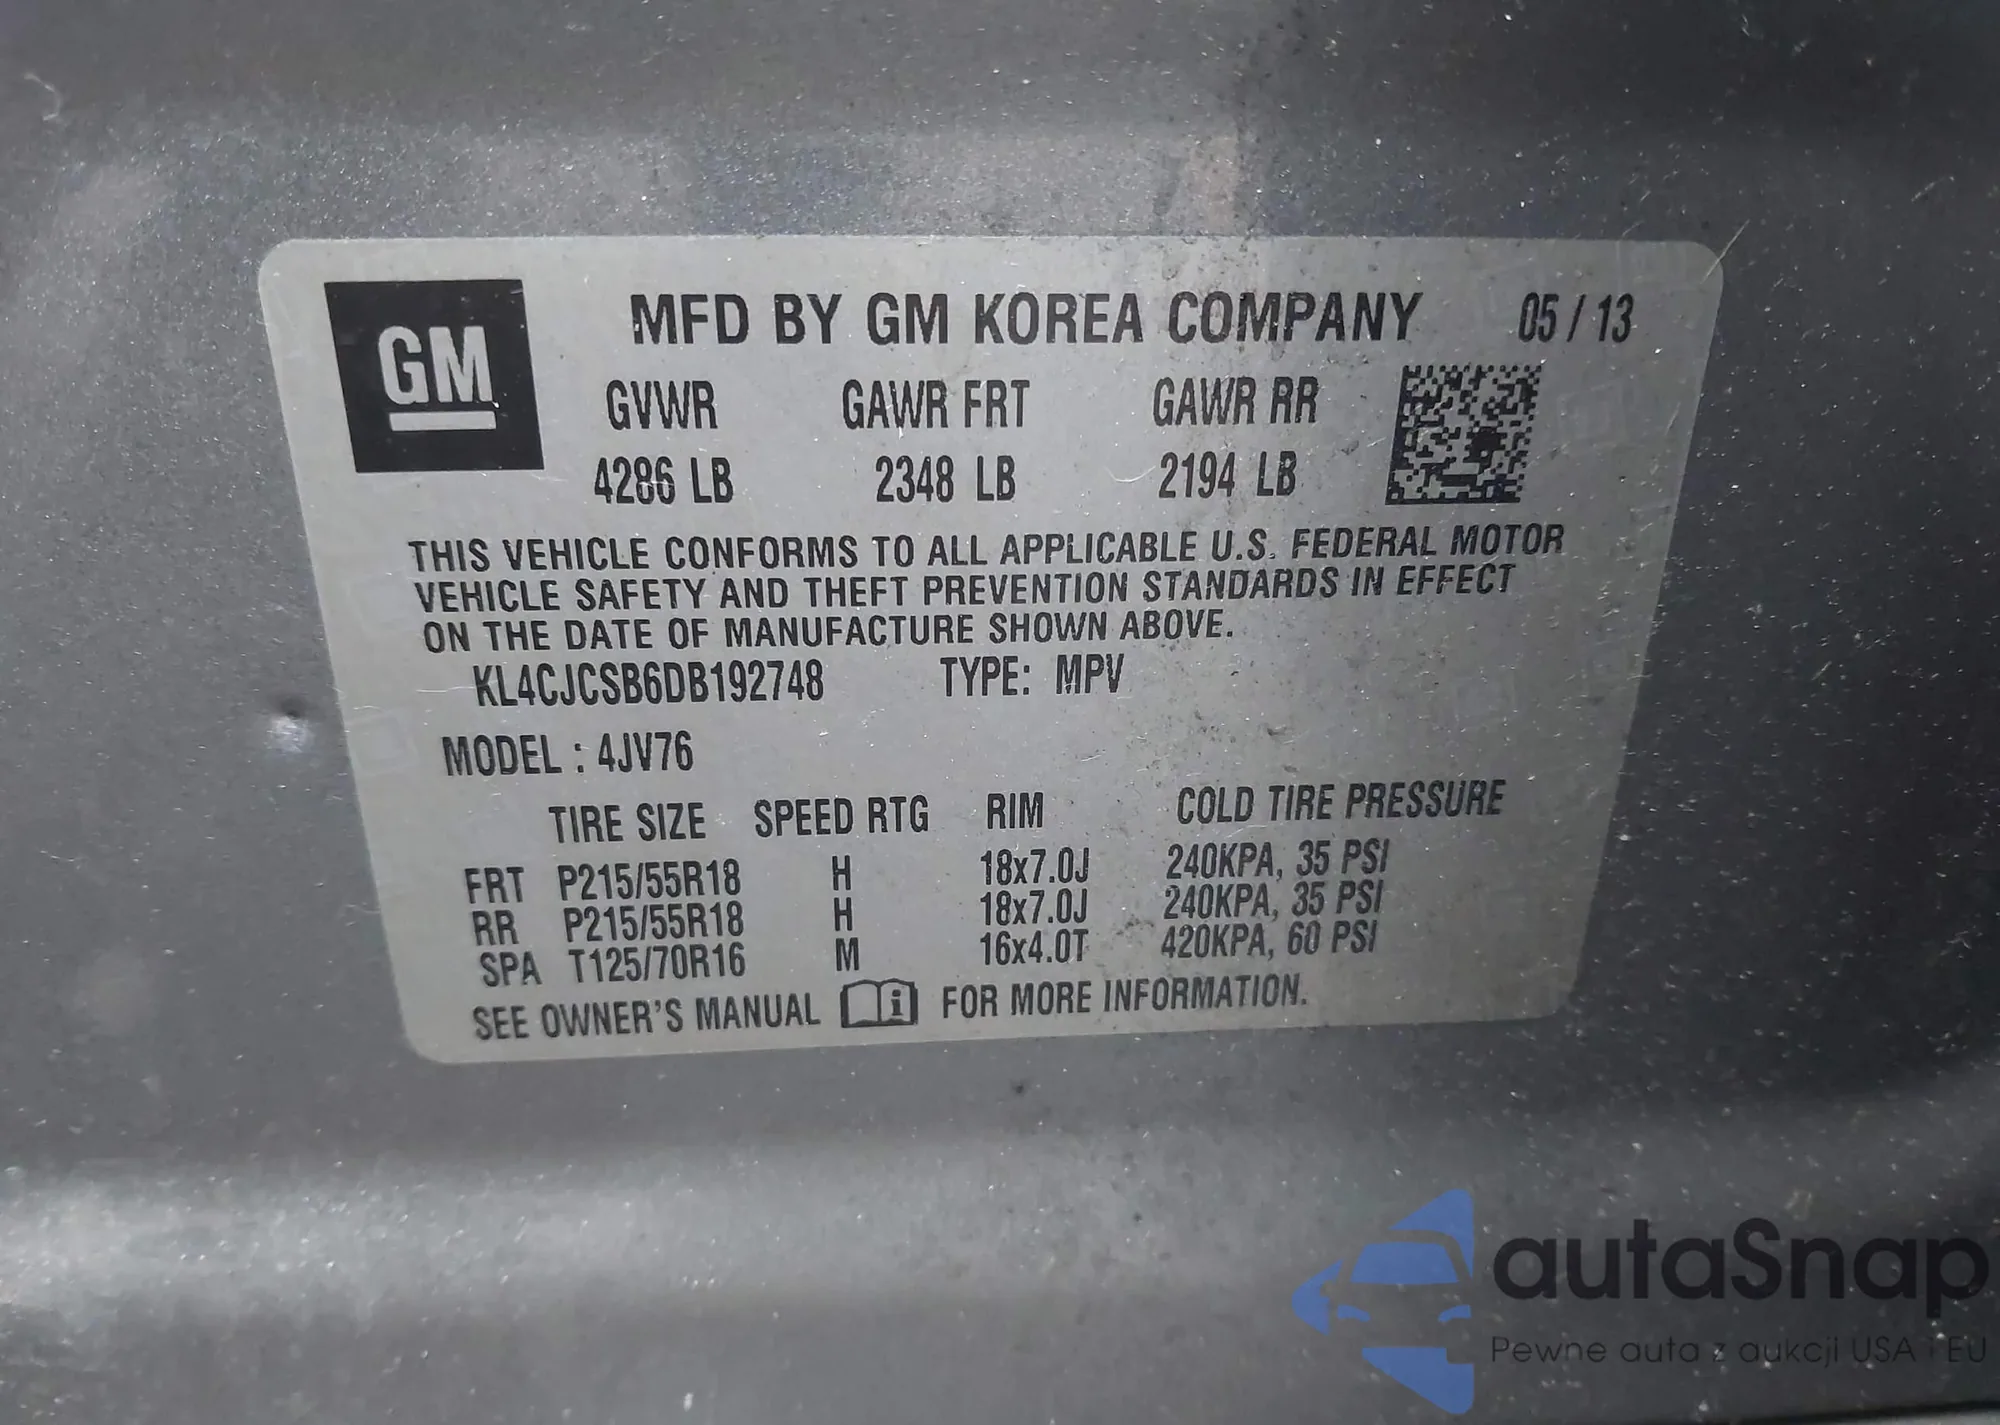 GM
MFD BY GM KOREA COMPANY 05 / 13
GVWR GAWR FRT GAWR RR
4286 LB 2348 LB 2194 LB
THIS VEHICLE CONFORMS TO ALL APPLICABLE U.S. FEDERAL MOTOR
VEHICLE SAFETY AND THEFT PREVENTION STANDARDS IN EFFECT
ON THE DATE OF MANUFACTURE SHOWN ABOVE.
KL4CJCSB6DB192748 TYPE: MPV
MODEL : 4JV76
TIRE SIZE SPEED RTG RIM COLD TIRE PRESSURE
FRT P215/55R18 H 18x7.0J 240KPA, 35 PSI
RR P215/55R18 H 18x7.0J 240KPA, 35 PSI
SPA T125/70R16 M 16x4.0T 420KPA, 60 PSI
SEE OWNER'S MANUAL FOR MORE INFORMATION.
autaSnap
Pewne auta z aukcji USA i EU